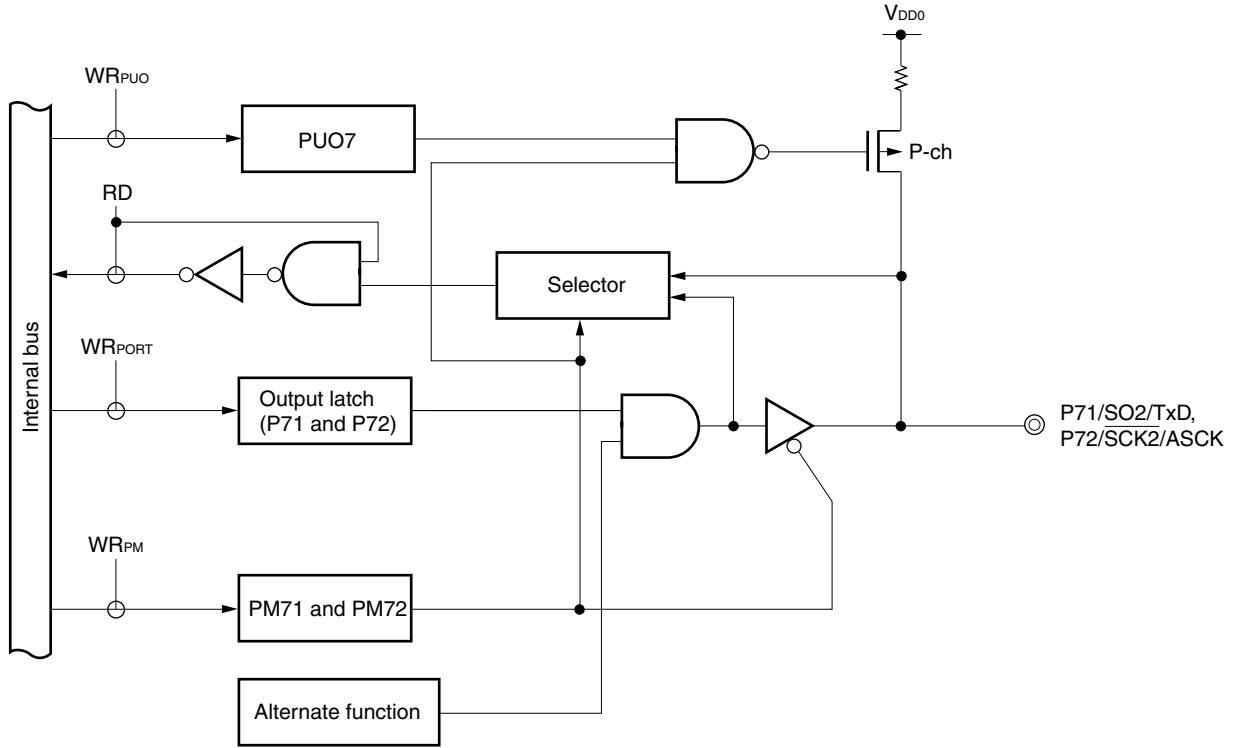 VDD0
WRPUO
PUO7
P-ch
RD
Selector
Internal bus
WRPORT
Output latch
(P71 and P72)
P71/SO2/TxD,
P72/SCK2/ASCK
WRPM
PM71 and PM72
Alternate function